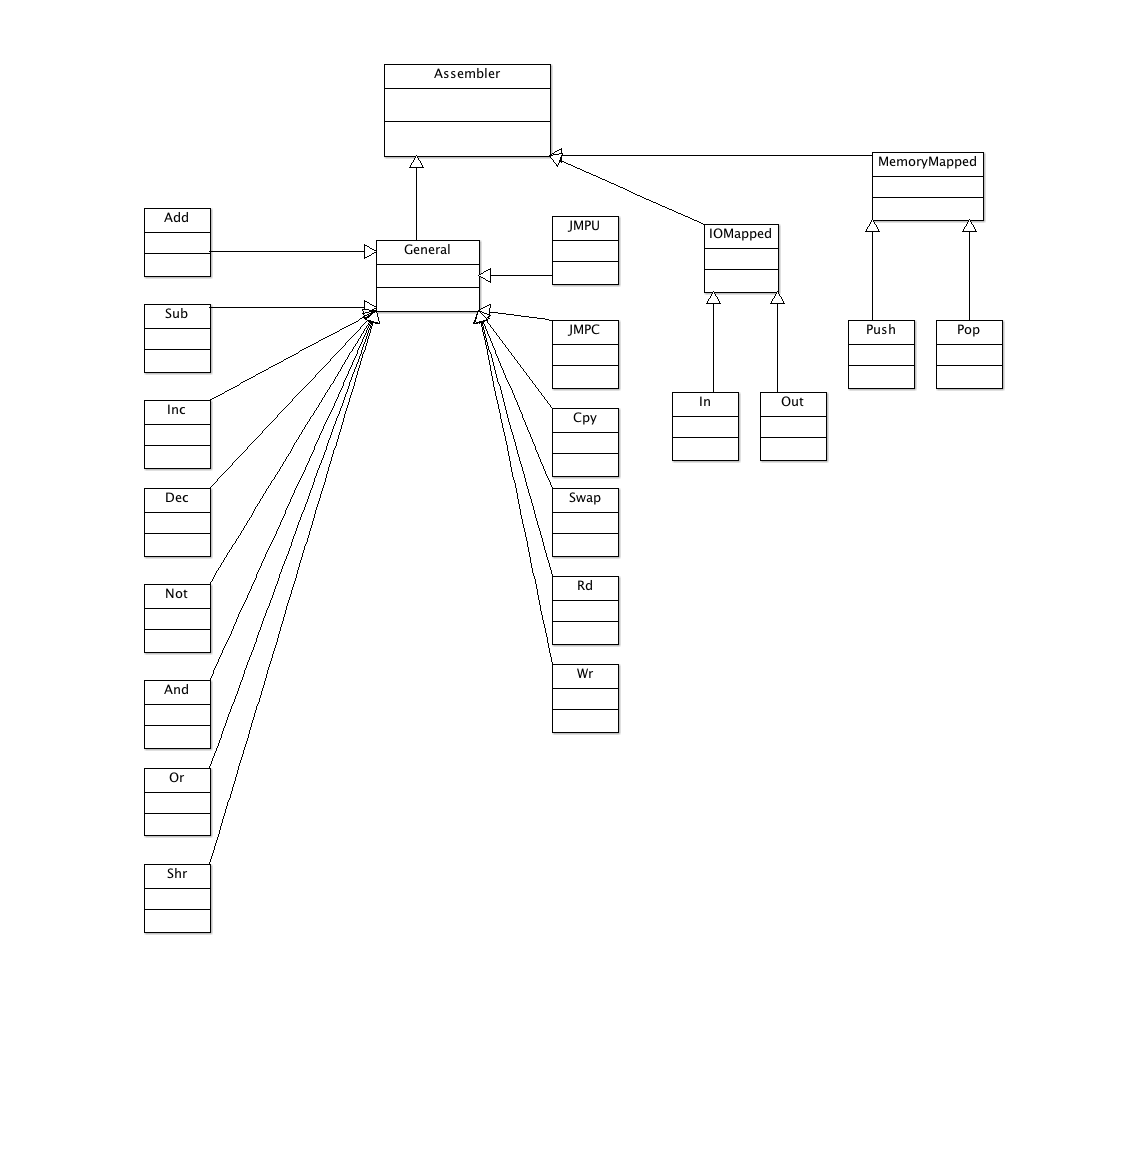 Assembler
MemoryMapped
Add
JMPU
IOMapped
General
Sub
JMPC
Push
Pop
Inc
In
Out
Cpy
Dec
Swap
Not
Rd
And
Wr
Or
Shr